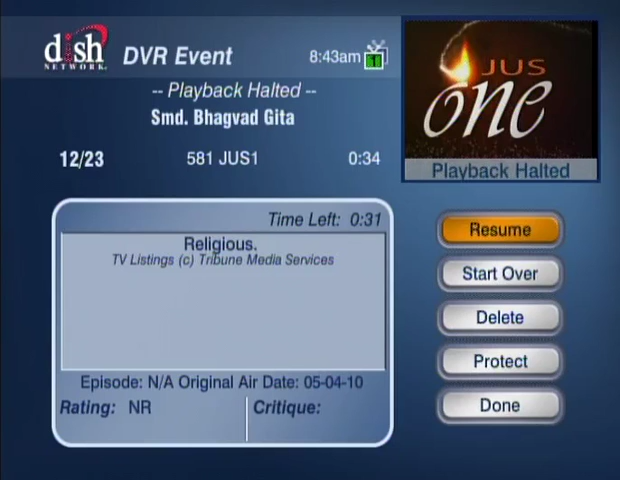 dish
NETWORK
DVR Event
8:43am
1
-- Playback Halted --
Smd. Bhagvad Gita
12/23 581 JUS1 0:34
JUS
one
Playback Halted
Time Left: 0:31
Religious.
TV Listings (c) Tribune Media Services
Episode: N/A Original Air Date: 05-04-10
Rating: NR Critique:
Resume
Start Over
Delete
Protect
Done